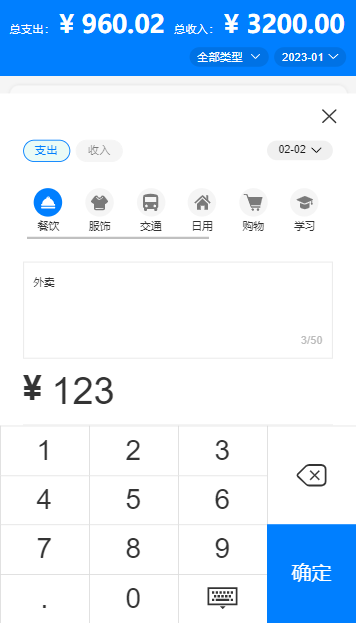 总支出: ¥ 960.02 总收入: ¥ 3200.00
全部类型 2023-01
支出 收入 02-02
餐饮 服饰 交通 日用 购物 学习
外卖
3/50
¥ 123
1 2 3
4 5 6
7 8 9
确定
. 0